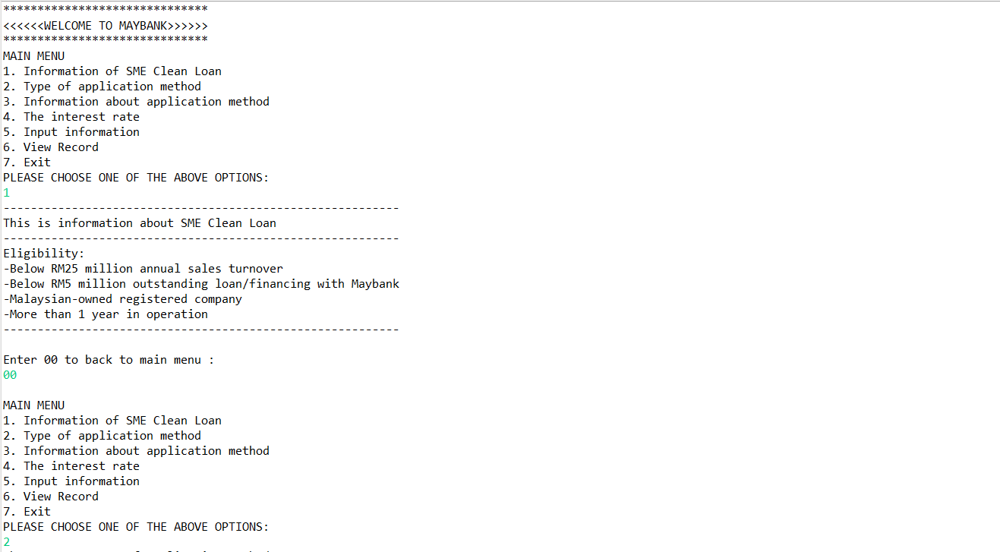 ******************************
<<<<<<WELCOME TO MAYBANK>>>>>>
******************************
MAIN MENU
1. Information of SME Clean Loan
2. Type of application method
3. Information about application method
4. The interest rate
5. Input information
6. View Record
7. Exit
PLEASE CHOOSE ONE OF THE ABOVE OPTIONS:
1
----------------------------------------------------------
This is information about SME Clean Loan
----------------------------------------------------------
Eligibility:
-Below RM25 million annual sales turnover
-Below RM5 million outstanding loan/financing with Maybank
-Malaysian-owned registered company
-More than 1 year in operation
----------------------------------------------------------
Enter 00 to back to main menu :
00
MAIN MENU
1. Information of SME Clean Loan
2. Type of application method
3. Information about application method
4. The interest rate
5. Input information
6. View Record
7. Exit
PLEASE CHOOSE ONE OF THE ABOVE OPTIONS:
2